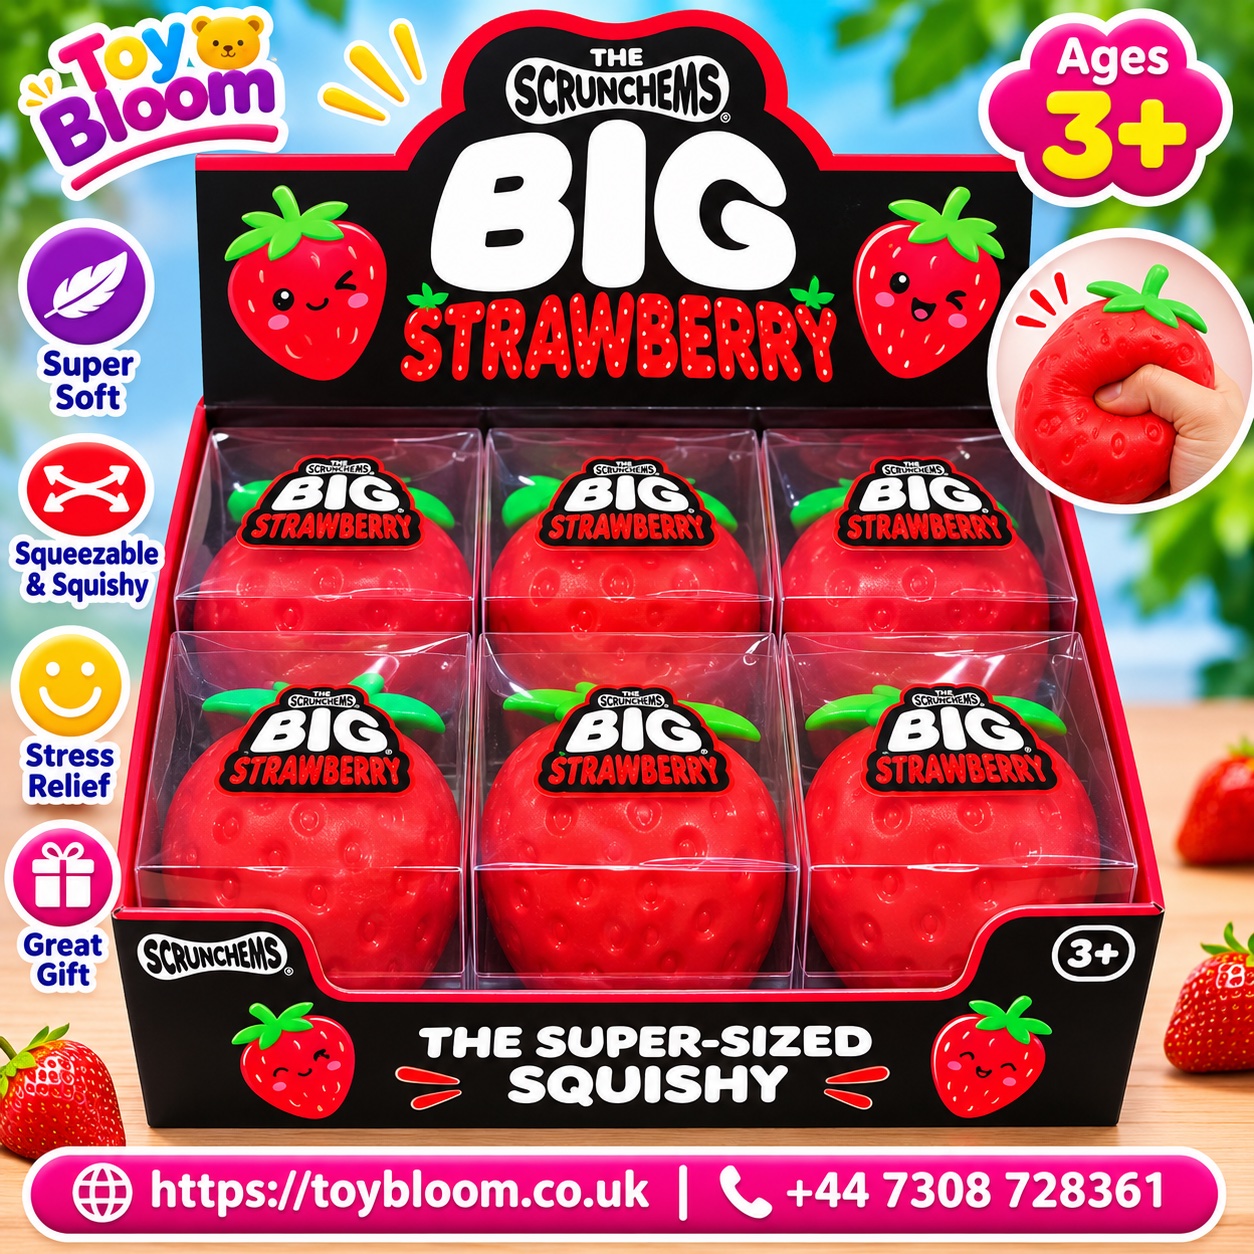 Toy
Bloom
THE
SCRUNCHEMS
BIG
STRAWBERRY
Ages
3+
Super
Soft
Squeezable
& Squishy
Stress
Relief
Great
Gift
THE
SCRUNCHEMS
BIG
STRAWBERRY
THE
SCRUNCHEMS
BIG
STRAWBERRY
THE
SCRUNCHEMS
BIG
STRAWBERRY
THE
SCRUNCHEMS
BIG
STRAWBERRY
THE
SCRUNCHEMS
BIG
STRAWBERRY
THE
SCRUNCHEMS
BIG
STRAWBERRY
SCRUNCHEMS
3+
THE SUPER-SIZED
SQUISHY
https://toybloom.co.uk | +44 7308 728361